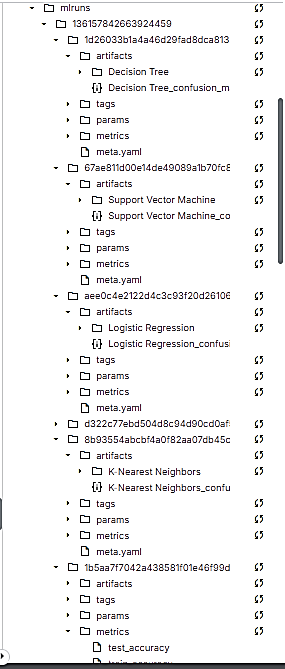 mlruns
136157842663924459
1d26033b1a4a46d29fad8dca813
artifacts
Decision Tree
Decision Tree_confusion_m
tags
params
metrics
meta.yaml
67ae811d00e14de49089a1b70fc8
artifacts
Support Vector Machine
Support Vector Machine_co
tags
params
metrics
meta.yaml
aee0c4e2122d4c3c93f20d26106
artifacts
Logistic Regression
Logistic Regression_confusi
tags
params
metrics
meta.yaml
d322c77ebd504d8c94d90cd0af
8b93554abcbf4a0f82aa07db45c
artifacts
K-Nearest Neighbors
K-Nearest Neighbors_confu
tags
params
metrics
meta.yaml
1b5aa7f7042a438581f01e46f99d
artifacts
tags
params
metrics
test_accuracy